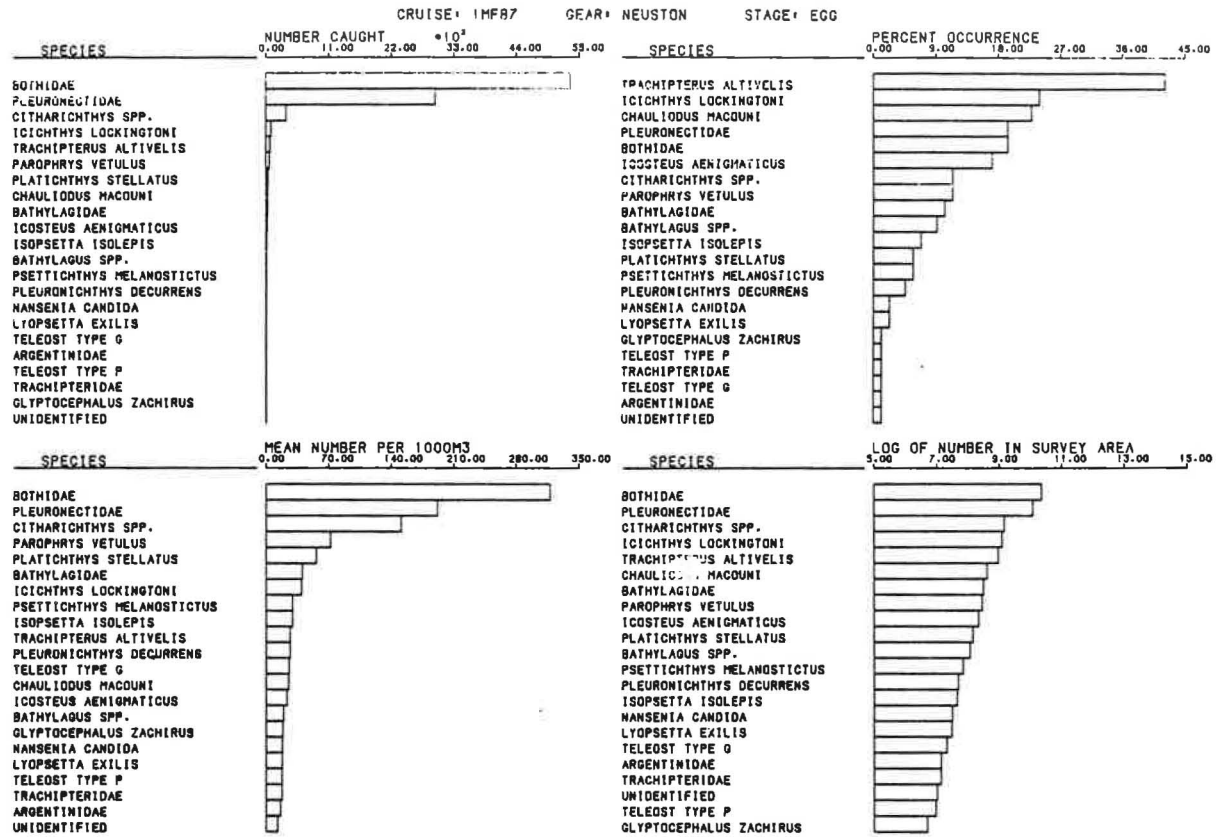 CRUISE: 1MF87 GEAR: NEUSTON STAGE: EGG
SPECIES
NUMBER CAUGHT *10³
0.00 11.00 22.00 33.00 44.00 55.00
BOTHIDAE
PLEURONECTIDAE
CITHARICHTHYS SPP.
ICICHTHYS LOCKINGTONI
TRACHIPTERUS ALTIVELIS
PAROPHRYS VETULUS
PLATICHTHYS STELLATUS
CHAULIODUS MACOUNI
BATHYLAGIDAE
ICOSTEUS AENIGMATICUS
ISOPSETTA ISOLEPIS
BATHYLAGUS SPP.
PSETTICHTHYS MELANOSTICTUS
PLEURONICHTHYS DECURRENS
NANSENIA CANDIDA
LYOPSETTA EXILIS
TELEOST TYPE G
ARGENTINIDAE
TELEOST TYPE P
TRACHIPTERIDAE
GLYPTOCEPHALUS ZACHIRUS
UNIDENTIFIED
SPECIES
PERCENT OCCURRENCE
0.00 9.00 18.00 27.00 36.00 45.00
TRACHIPTERUS ALTIVELIS
ICICHTHYS LOCKINGTONI
CHAULIODUS MACOUNI
PLEURONECTIDAE
BOTHIDAE
ICOSTEUS AENIGMATICUS
CITHARICHTHYS SPP.
PAROPHRYS VETULUS
BATHYLAGIDAE
BATHYLAGUS SPP.
ISOPSETTA ISOLEPIS
PLATICHTHYS STELLATUS
PSETTICHTHYS MELANOSTICTUS
PLEURONICHTHYS DECURRENS
NANSENIA CANDIDA
LYOPSETTA EXILIS
GLYPTOCEPHALUS ZACHIRUS
TELEOST TYPE P
TRACHIPTERIDAE
TELEOST TYPE G
ARGENTINIDAE
UNIDENTIFIED
SPECIES
MEAN NUMBER PER 1000M3
0.00 70.00 140.00 210.00 280.00 350.00
BOTHIDAE
PLEURONECTIDAE
CITHARICHTHYS SPP.
PAROPHRYS VETULUS
PLATICHTHYS STELLATUS
BATHYLAGIDAE
ICICHTHYS LOCKINGTONI
PSETTICHTHYS MELANOSTICTUS
ISOPSETTA ISOLEPIS
TRACHIPTERUS ALTIVELIS
PLEURONICHTHYS DECURRENS
TELEOST TYPE G
CHAULIODUS MACOUNI
ICOSTEUS AENIGMATICUS
BATHYLAGUS SPP.
GLYPTOCEPHALUS ZACHIRUS
NANSENIA CANDIDA
LYOPSETTA EXILIS
TELEOST TYPE P
TRACHIPTERIDAE
ARGENTINIDAE
UNIDENTIFIED
SPECIES
LOG OF NUMBER IN SURVEY AREA
5.00 7.00 9.00 11.00 13.00 15.00
BOTHIDAE
PLEURONECTIDAE
CITHARICHTHYS SPP.
ICICHTHYS LOCKINGTONI
ALTIVELIS
MACOUNI
BATHYLAGIDAE
PAROPHRYS VETULUS
ICOSTEUS AENIGMATICUS
PLATICHTHYS STELLATUS
BATHYLAGUS SPP.
PSETTICHTHYS MELANOSTICTUS
PLEURONICHTHYS DECURRENS
ISOPSETTA ISOLEPIS
NANSENIA CANDIDA
LYOPSETTA EXILIS
TELEOST TYPE G
ARGENTINIDAE
TRACHIPTERIDAE
UNIDENTIFIED
TELEOST TYPE P
GLYPTOCEPHALUS ZACHIRUS